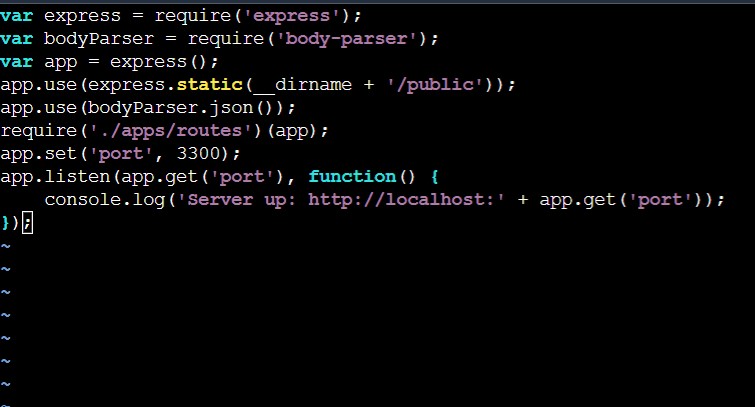 var express = require('express');
var bodyParser = require('body-parser');
var app = express();
app.use(express.static(__dirname + '/public'));
app.use(bodyParser.json());
require('./apps/routes')(app);
app.set('port', 3300);
app.listen(app.get('port'), function() {
    console.log('Server up: http://localhost:' + app.get('port'));
});
~
~
~
~
~
~
~
~